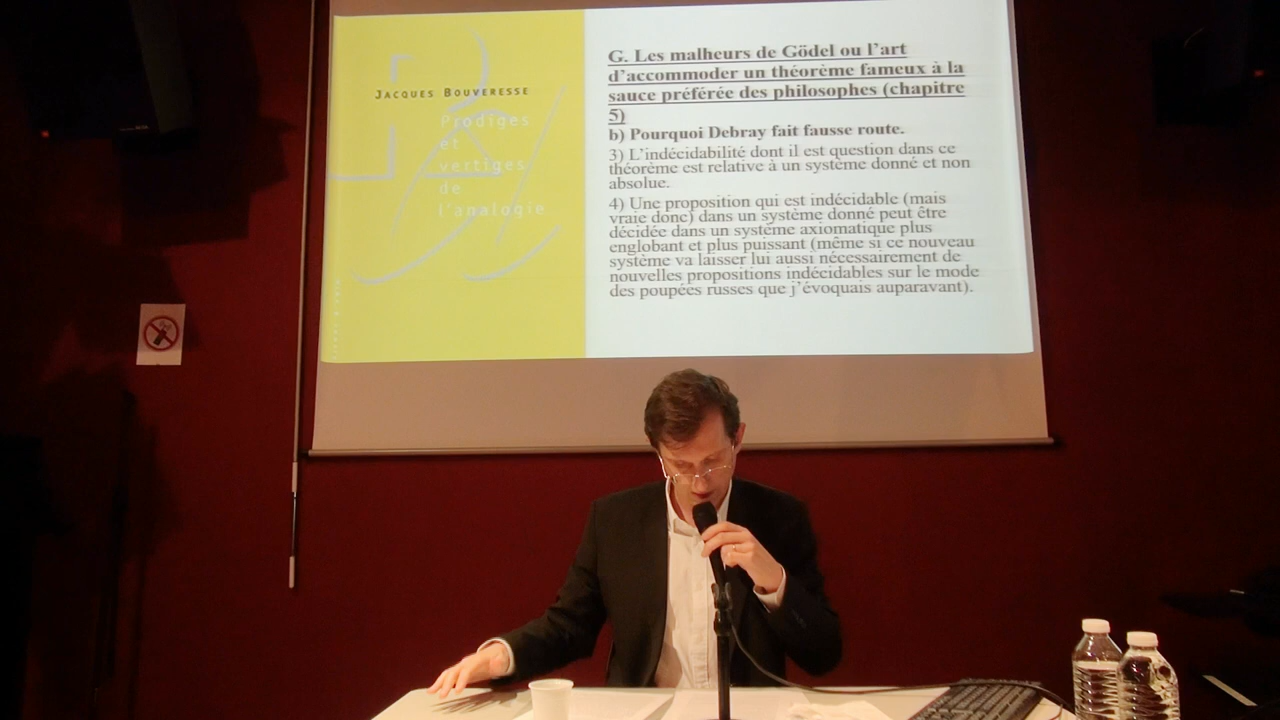 JACQUES BOUVERESSE
Prodiges
et
vertiges
de
l'analogie
G. Les malheurs de Gödel ou l'art
d'accommoder un théorème fameux à la
sauce préférée des philosophes (chapitre
5)
b) Pourquoi Debray fait fausse route.
3) L'indécidabilité dont il est question dans ce
théorème est relative à un système donné et non
absolue.
4) Une proposition qui est indécidable (mais
vraie donc) dans un système donné peut être
décidée dans un système axiomatique plus
englobant et plus puissant (même si ce nouveau
système va laisser lui aussi nécessairement de
nouvelles propositions indécidables sur le mode
des poupées russes que j'évoquais auparavant).